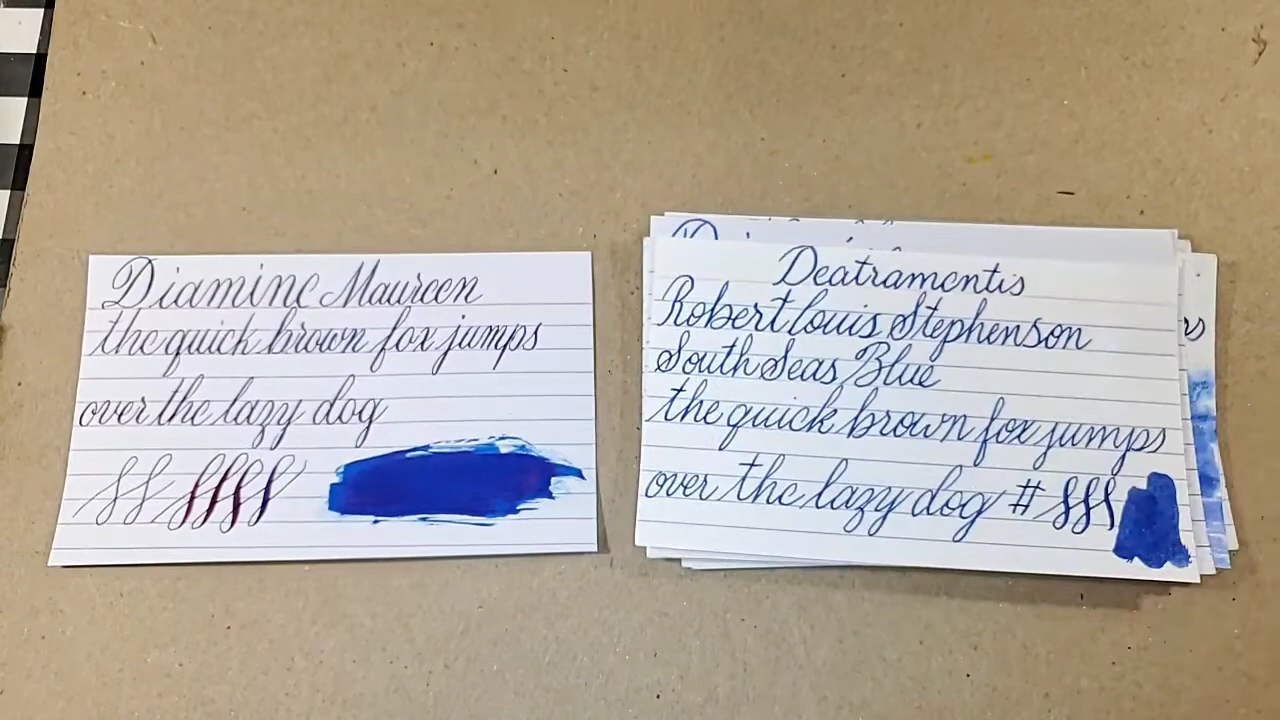 Diamine Maureen
the quick brown fox jumps
over the lazy dog
Deatramentis
Robert Louis Stephenson
South Seas Blue
the quick brown fox jumps
over the lazy dog #